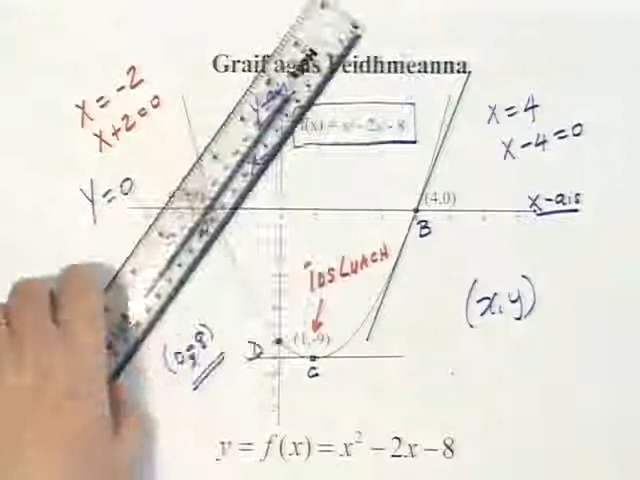 Graif agus Feidhmeanna
x = -2
x+2=0
y=0
f(x) = x² - 2x - 8
x=4
x-4=0
(4,0)
x-ais
B
ÍOSLUACH
(x,y)
D
(1,-9)
C
y = f(x) = x² - 2x - 8